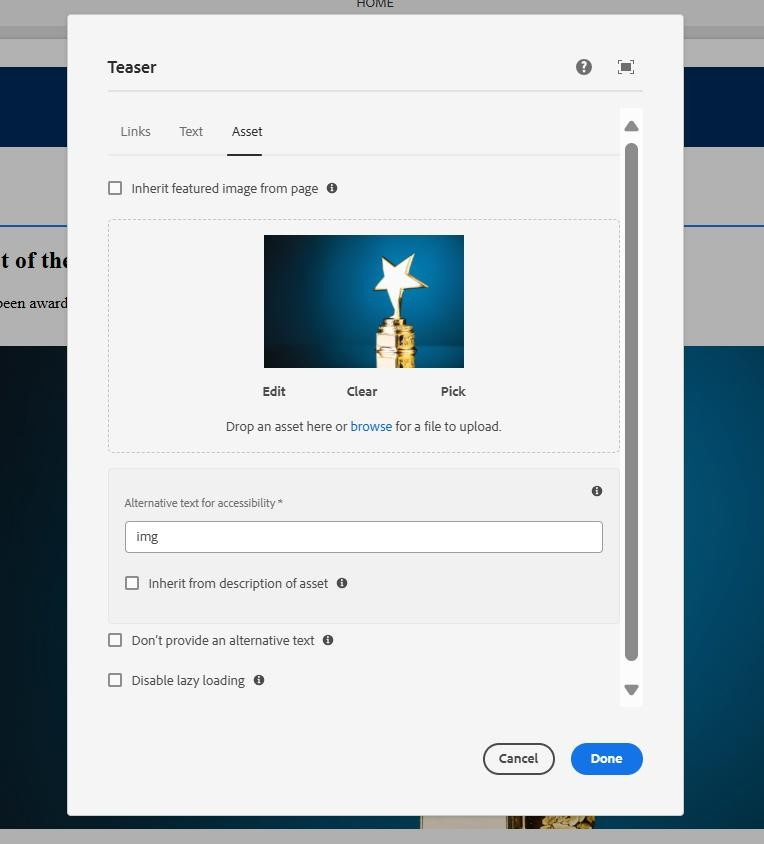 HOME
Teaser
Links Text Asset
Inherit featured image from page
t of the
been award
Edit Clear Pick
Drop an asset here or browse for a file to upload.
Alternative text for accessibility *
img
Inherit from description of asset
Don't provide an alternative text
Disable lazy loading
Cancel Done